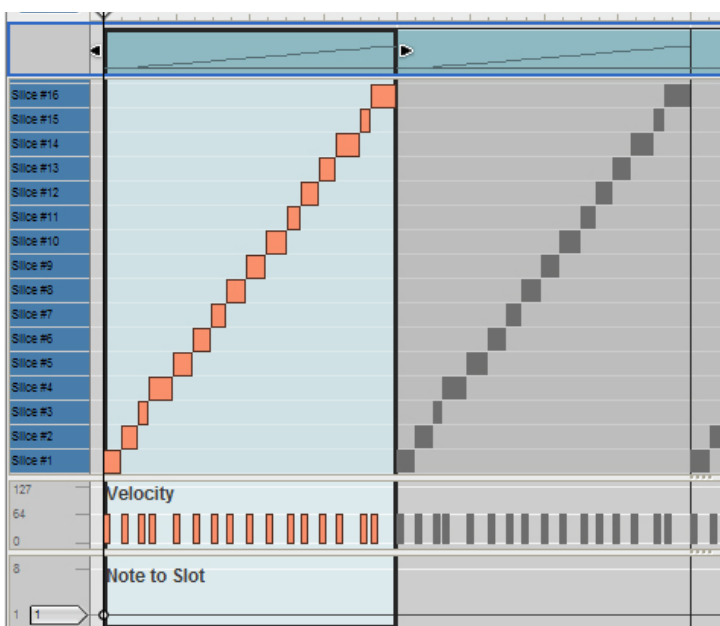 Slice #16
Slice #15
Slice #14
Slice #13
Slice #12
Slice #11
Slice #10
Slice #9
Slice #8
Slice #7
Slice #6
Slice #5
Slice #4
Slice #3
Slice #2
Slice #1
127
Velocity
64
0
8
Note to Slot
1 1